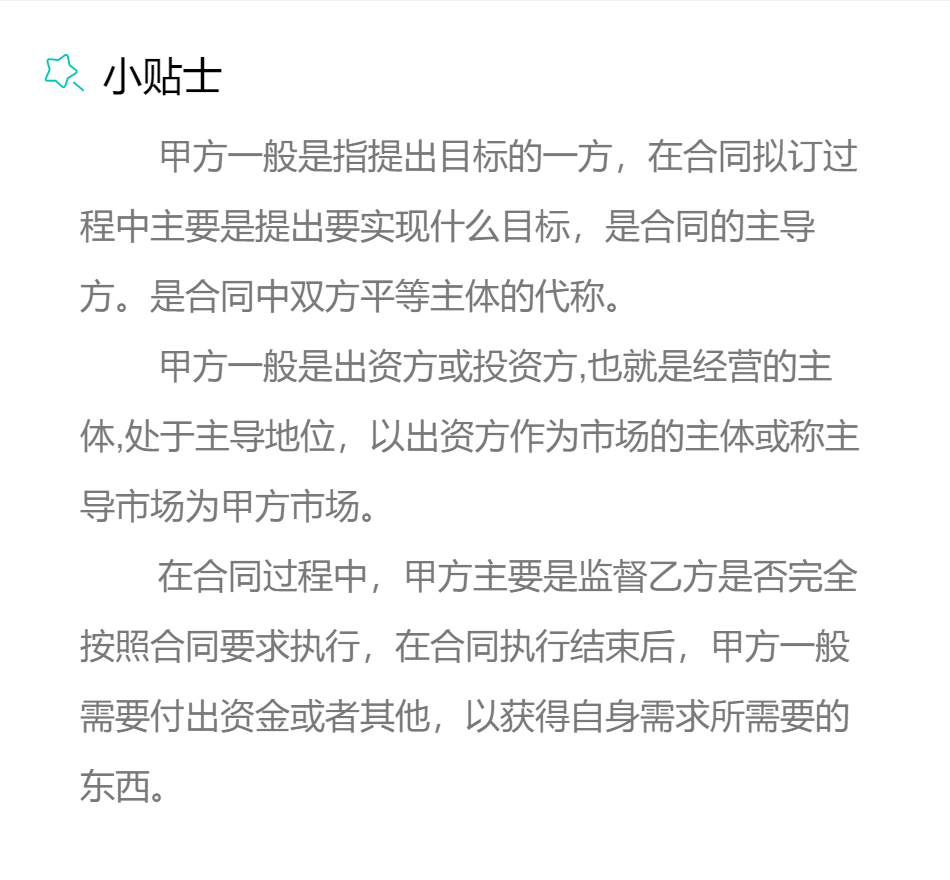 小贴士
甲方一般是指提出目标的一方，在合同拟订过
程中主要是提出要实现什么目标，是合同的主导
方。是合同中双方平等主体的代称。
甲方一般是出资方或投资方,也就是经营的主
体,处于主导地位，以出资方作为市场的主体或称主
导市场为甲方市场。
在合同过程中，甲方主要是监督乙方是否完全
按照合同要求执行，在合同执行结束后，甲方一般
需要付出资金或者其他，以获得自身需求所需要的
东西。